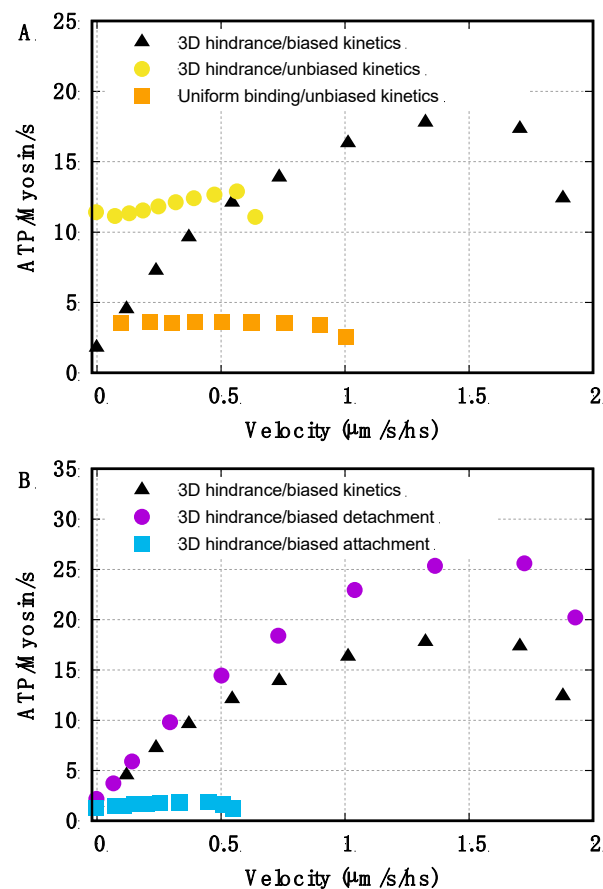 A
3D hindrance/biased kinetics
3D hindrance/unbiased kinetics
Uniform binding/unbiased kinetics
ATP/Myosin/s
25
20
15
10
5
0
0 0.5 1 1.5 2
Velocity (μm/s/hs)
B
3D hindrance/biased kinetics
3D hindrance/biased detachment
3D hindrance/biased attachment
ATP/Myosin/s
35
30
25
20
15
10
5
0
0 0.5 1 1.5 2
Velocity (μm/s/hs)